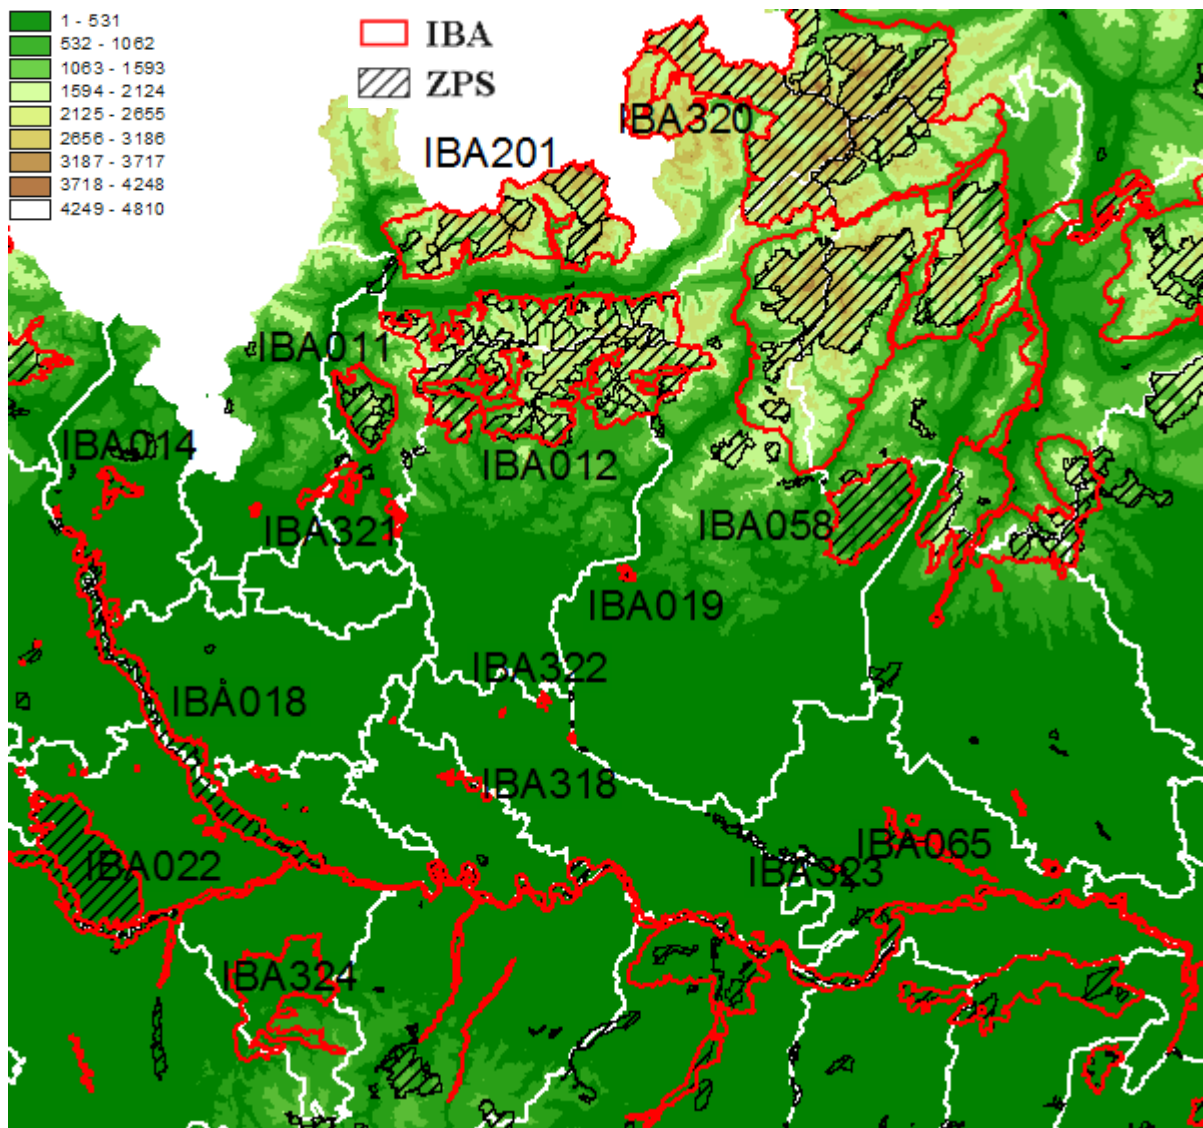 1 - 531
532 - 1062
1063 - 1593
1594 - 2124
2125 - 2655
2656 - 3186
3187 - 3717
3718 - 4248
4249 - 4810
IBA
ZPS
IBA320
IBA201
IBA011
IBA014
IBA012
IBA321
IBA058
IBA019
IBA322
IBA018
IBA318
IBA065
IBA022
IBA323
IBA324